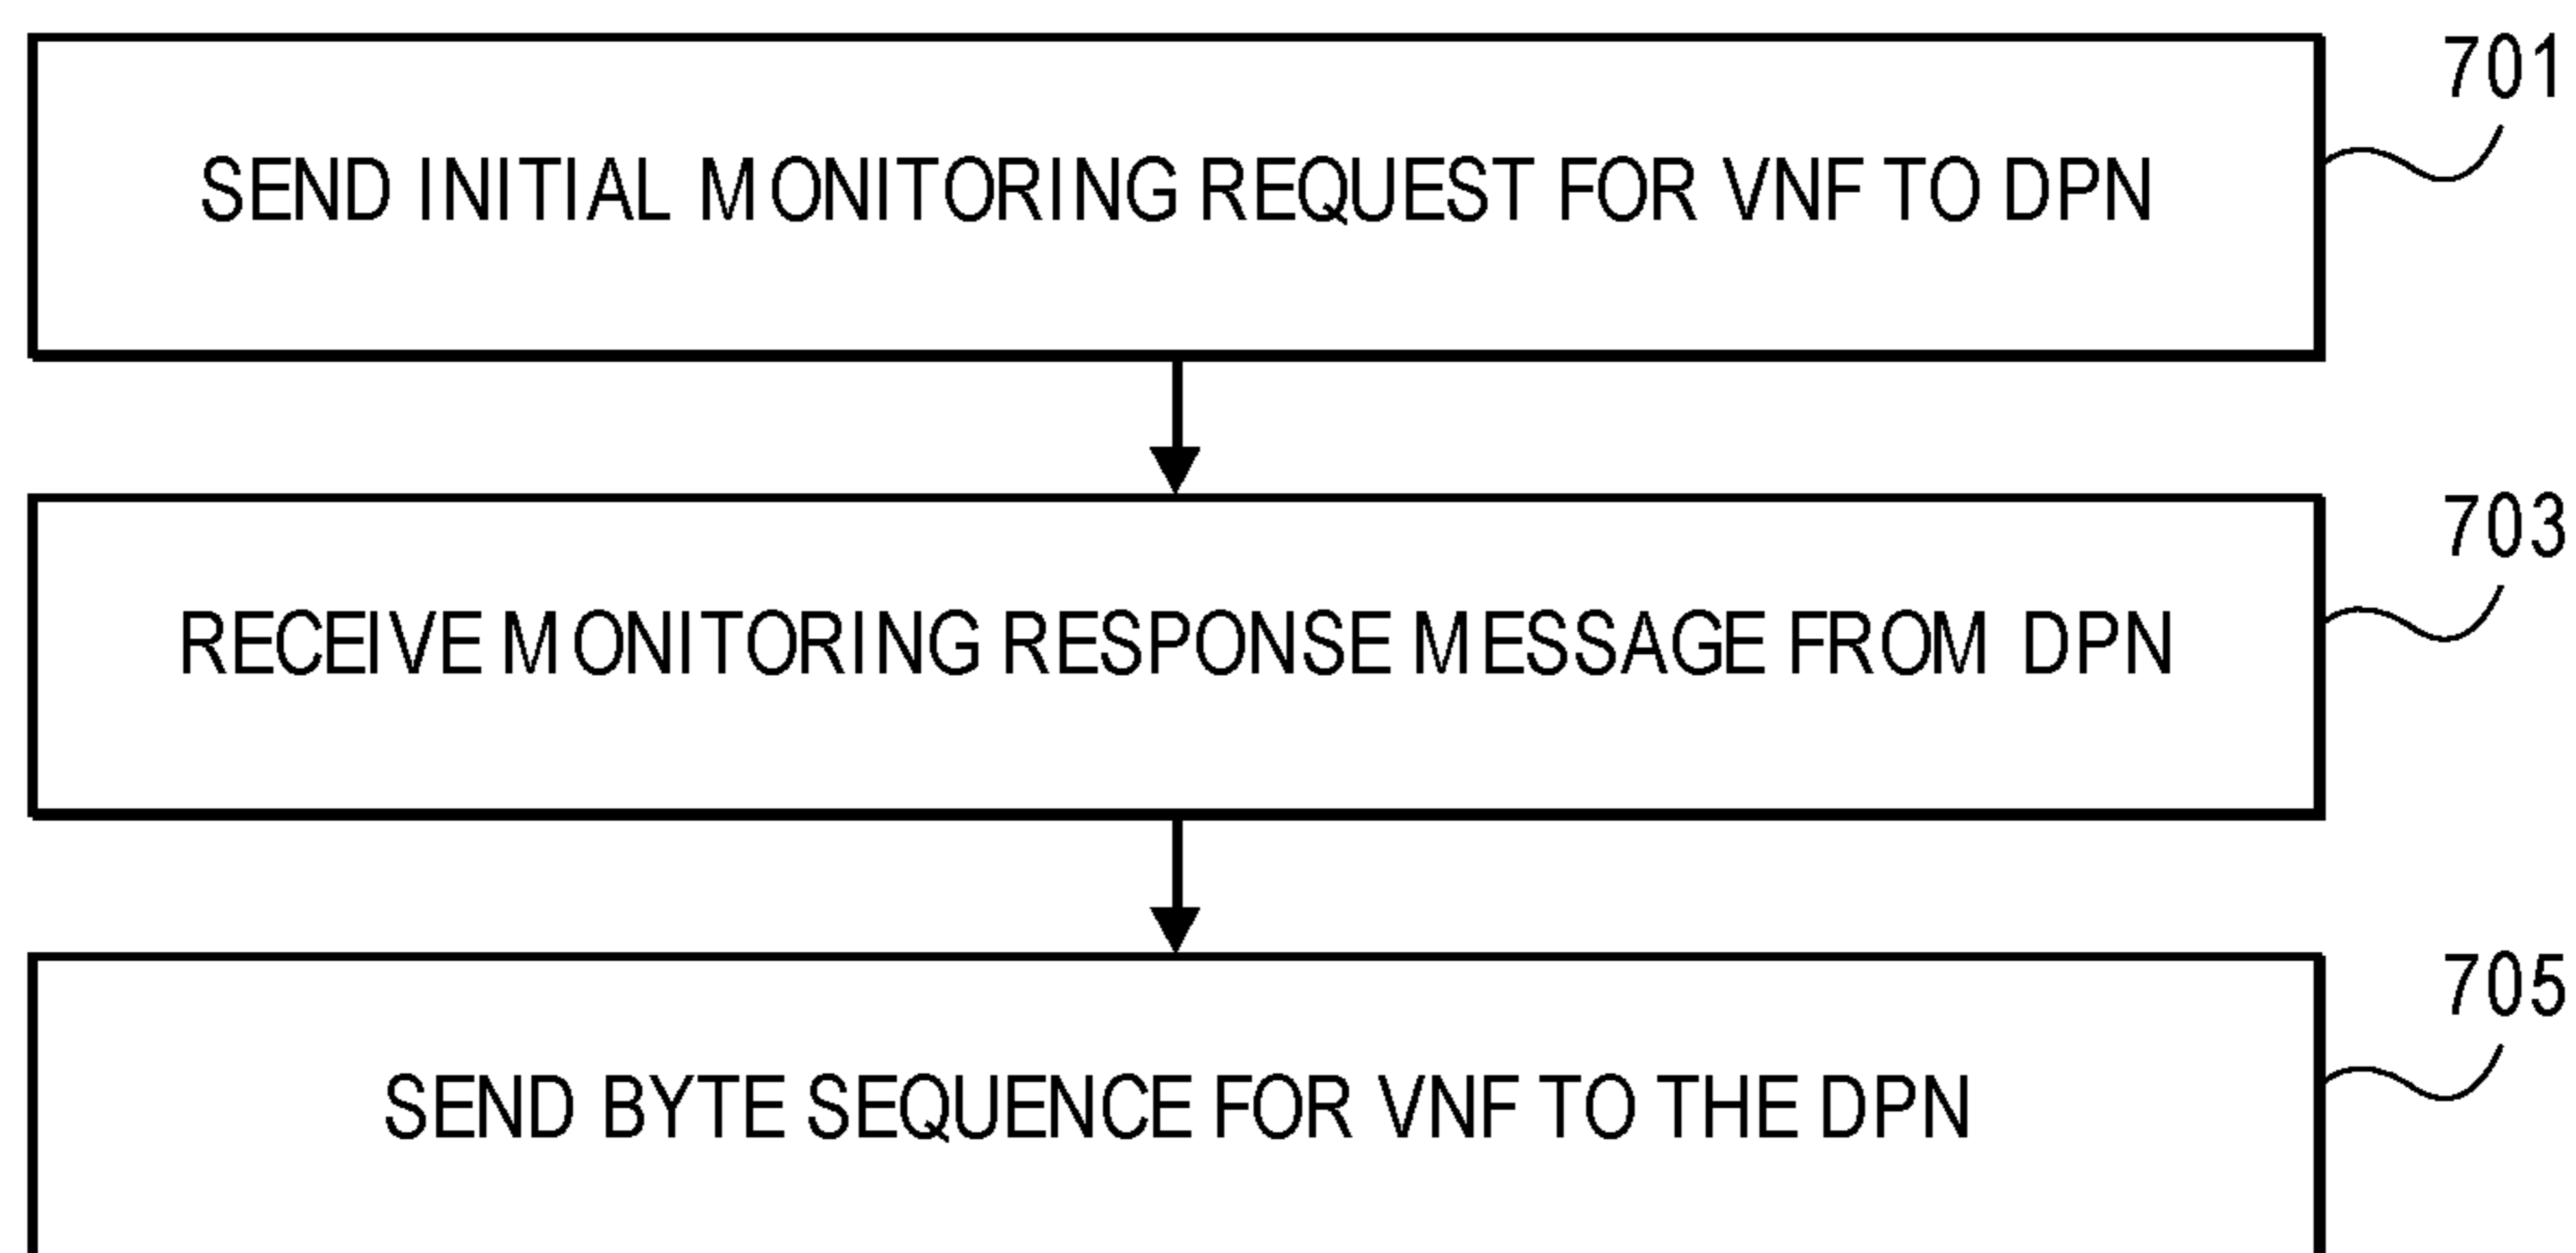 701
SEND INITIAL MONITORING REQUEST FOR VNF TO DPN
703
RECEIVE MONITORING RESPONSE MESSAGE FROM DPN
705
SEND BYTE SEQUENCE FOR VNF TO THE DPN